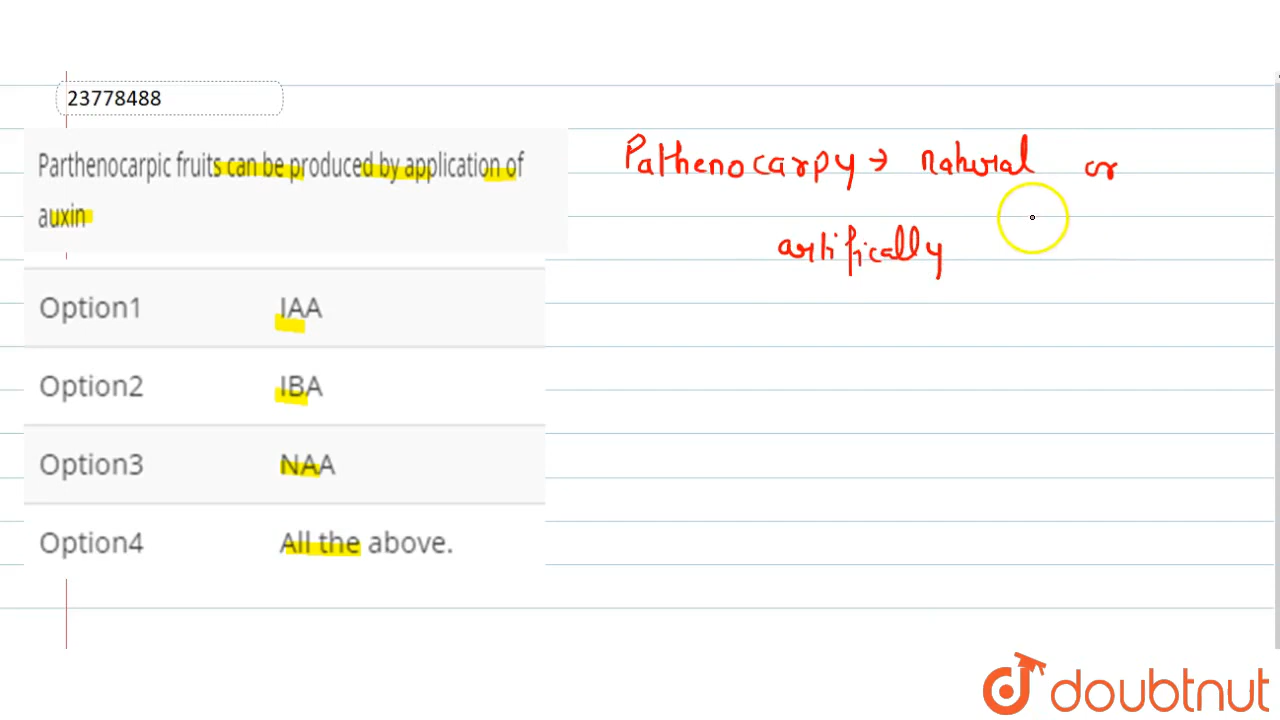 23778488
Parthenocarpic fruits can be produced by application of
auxin
Option1 IAA
Option2 IBA
Option3 NAA
Option4 All the above.
Pathenocarpy → natural or
artifically
doubtnut